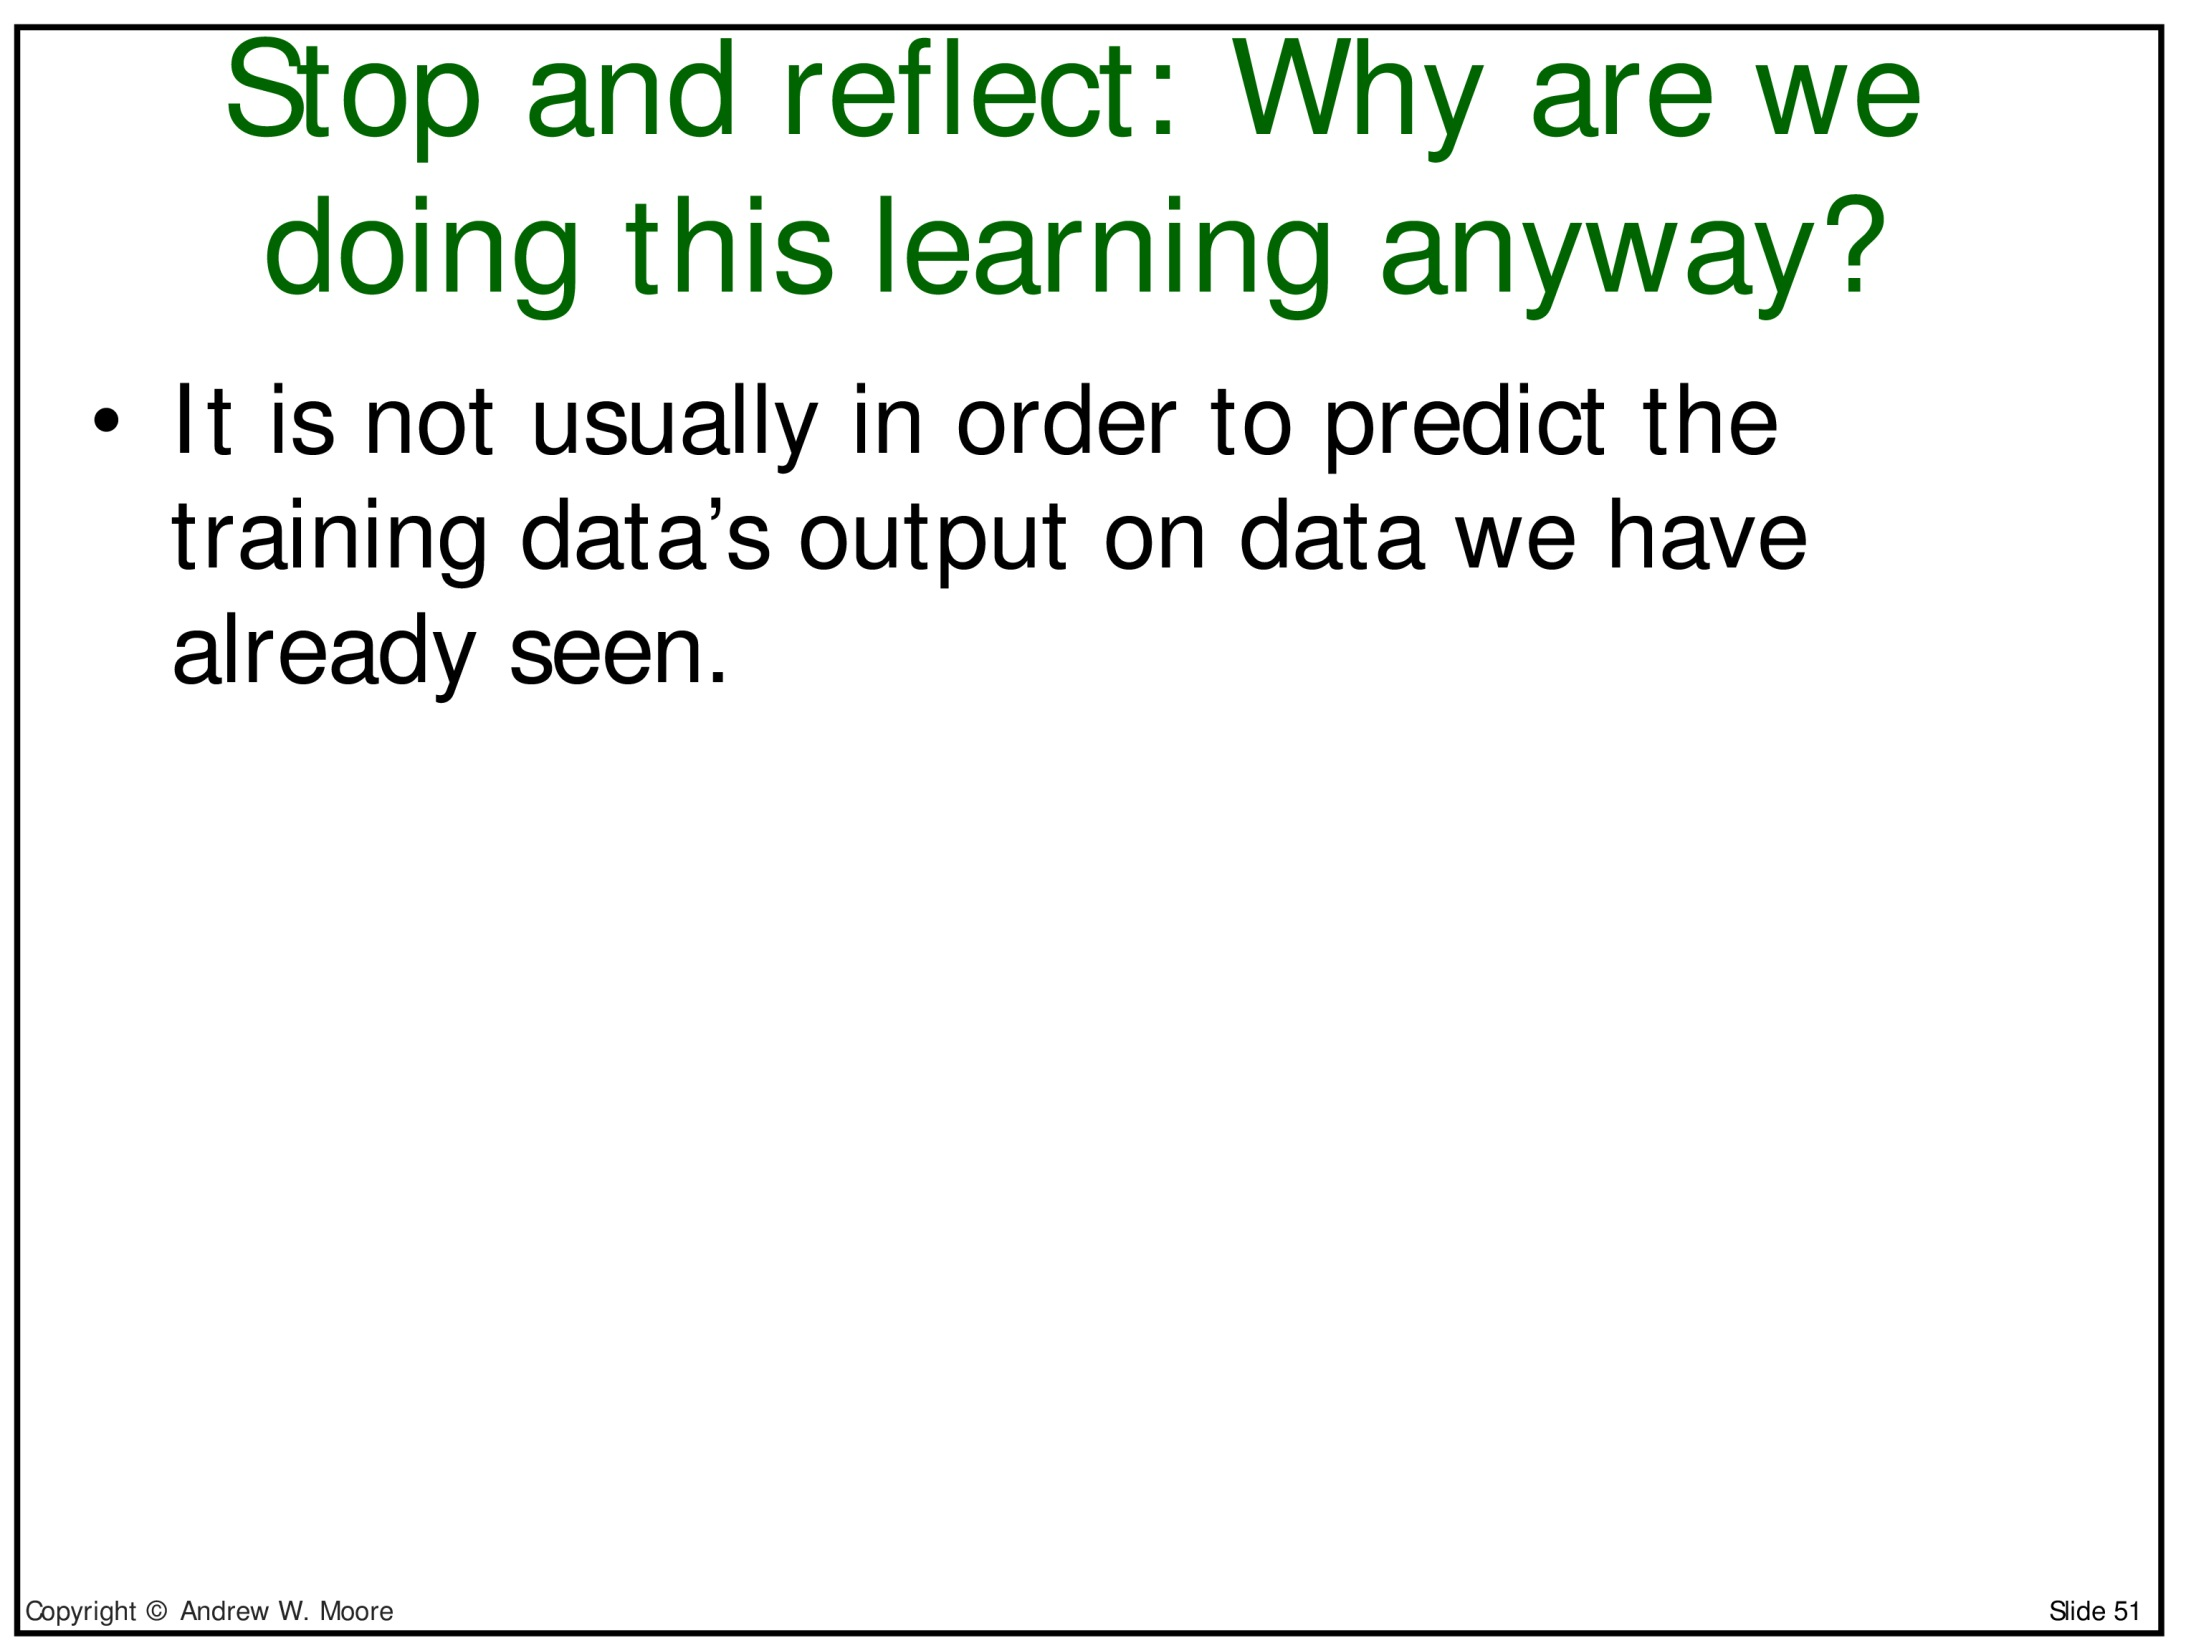 Stop and reflect: Why are we
doing this learning anyway?
• It is not usually in order to predict the
training data’s output on data we have
already seen.
Copyright © Andrew W. Moore
Slide 51